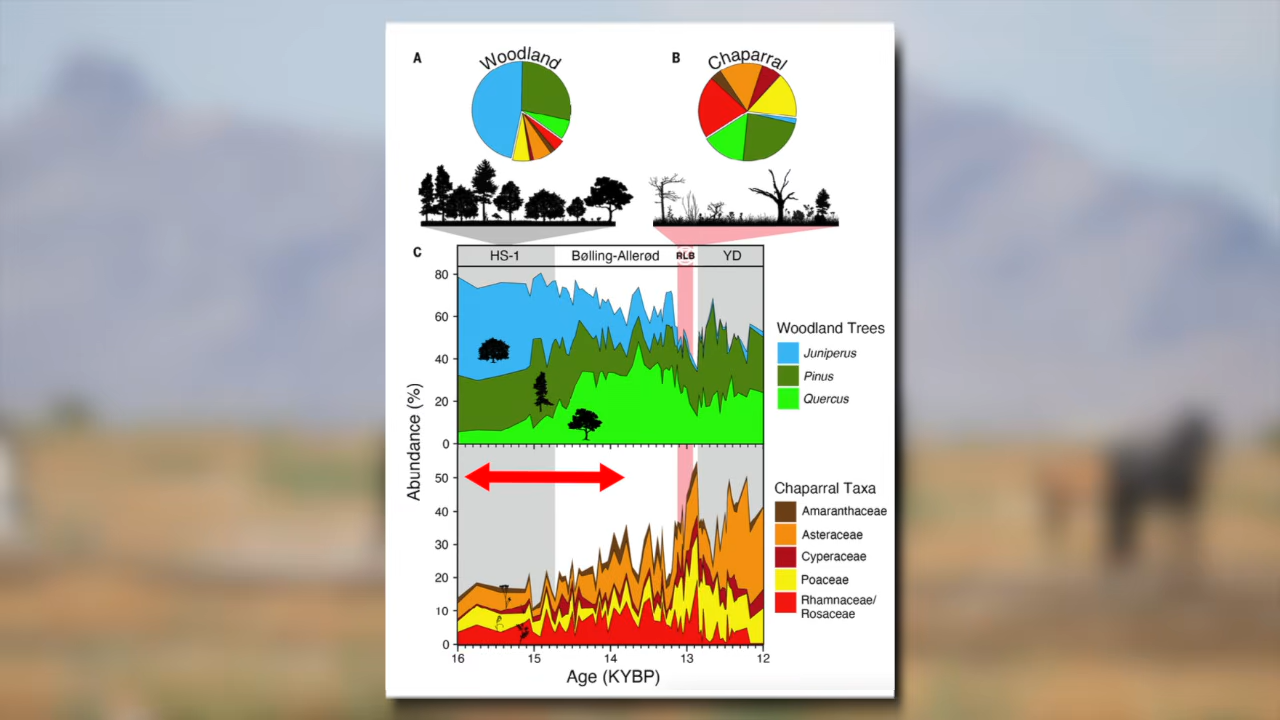 A
Woodland
B
Chaparral
C
HS-1
Bølling-Allerød
RLB
YD
80
60
40
20
0
50
40
30
20
10
0
Abundance (%)
16
15
14
13
12
Age (KYBP)
Woodland Trees
Juniperus
Pinus
Quercus
Chaparral Taxa
Amaranthaceae
Asteraceae
Cyperaceae
Poaceae
Rhamnaceae/
Rosaceae